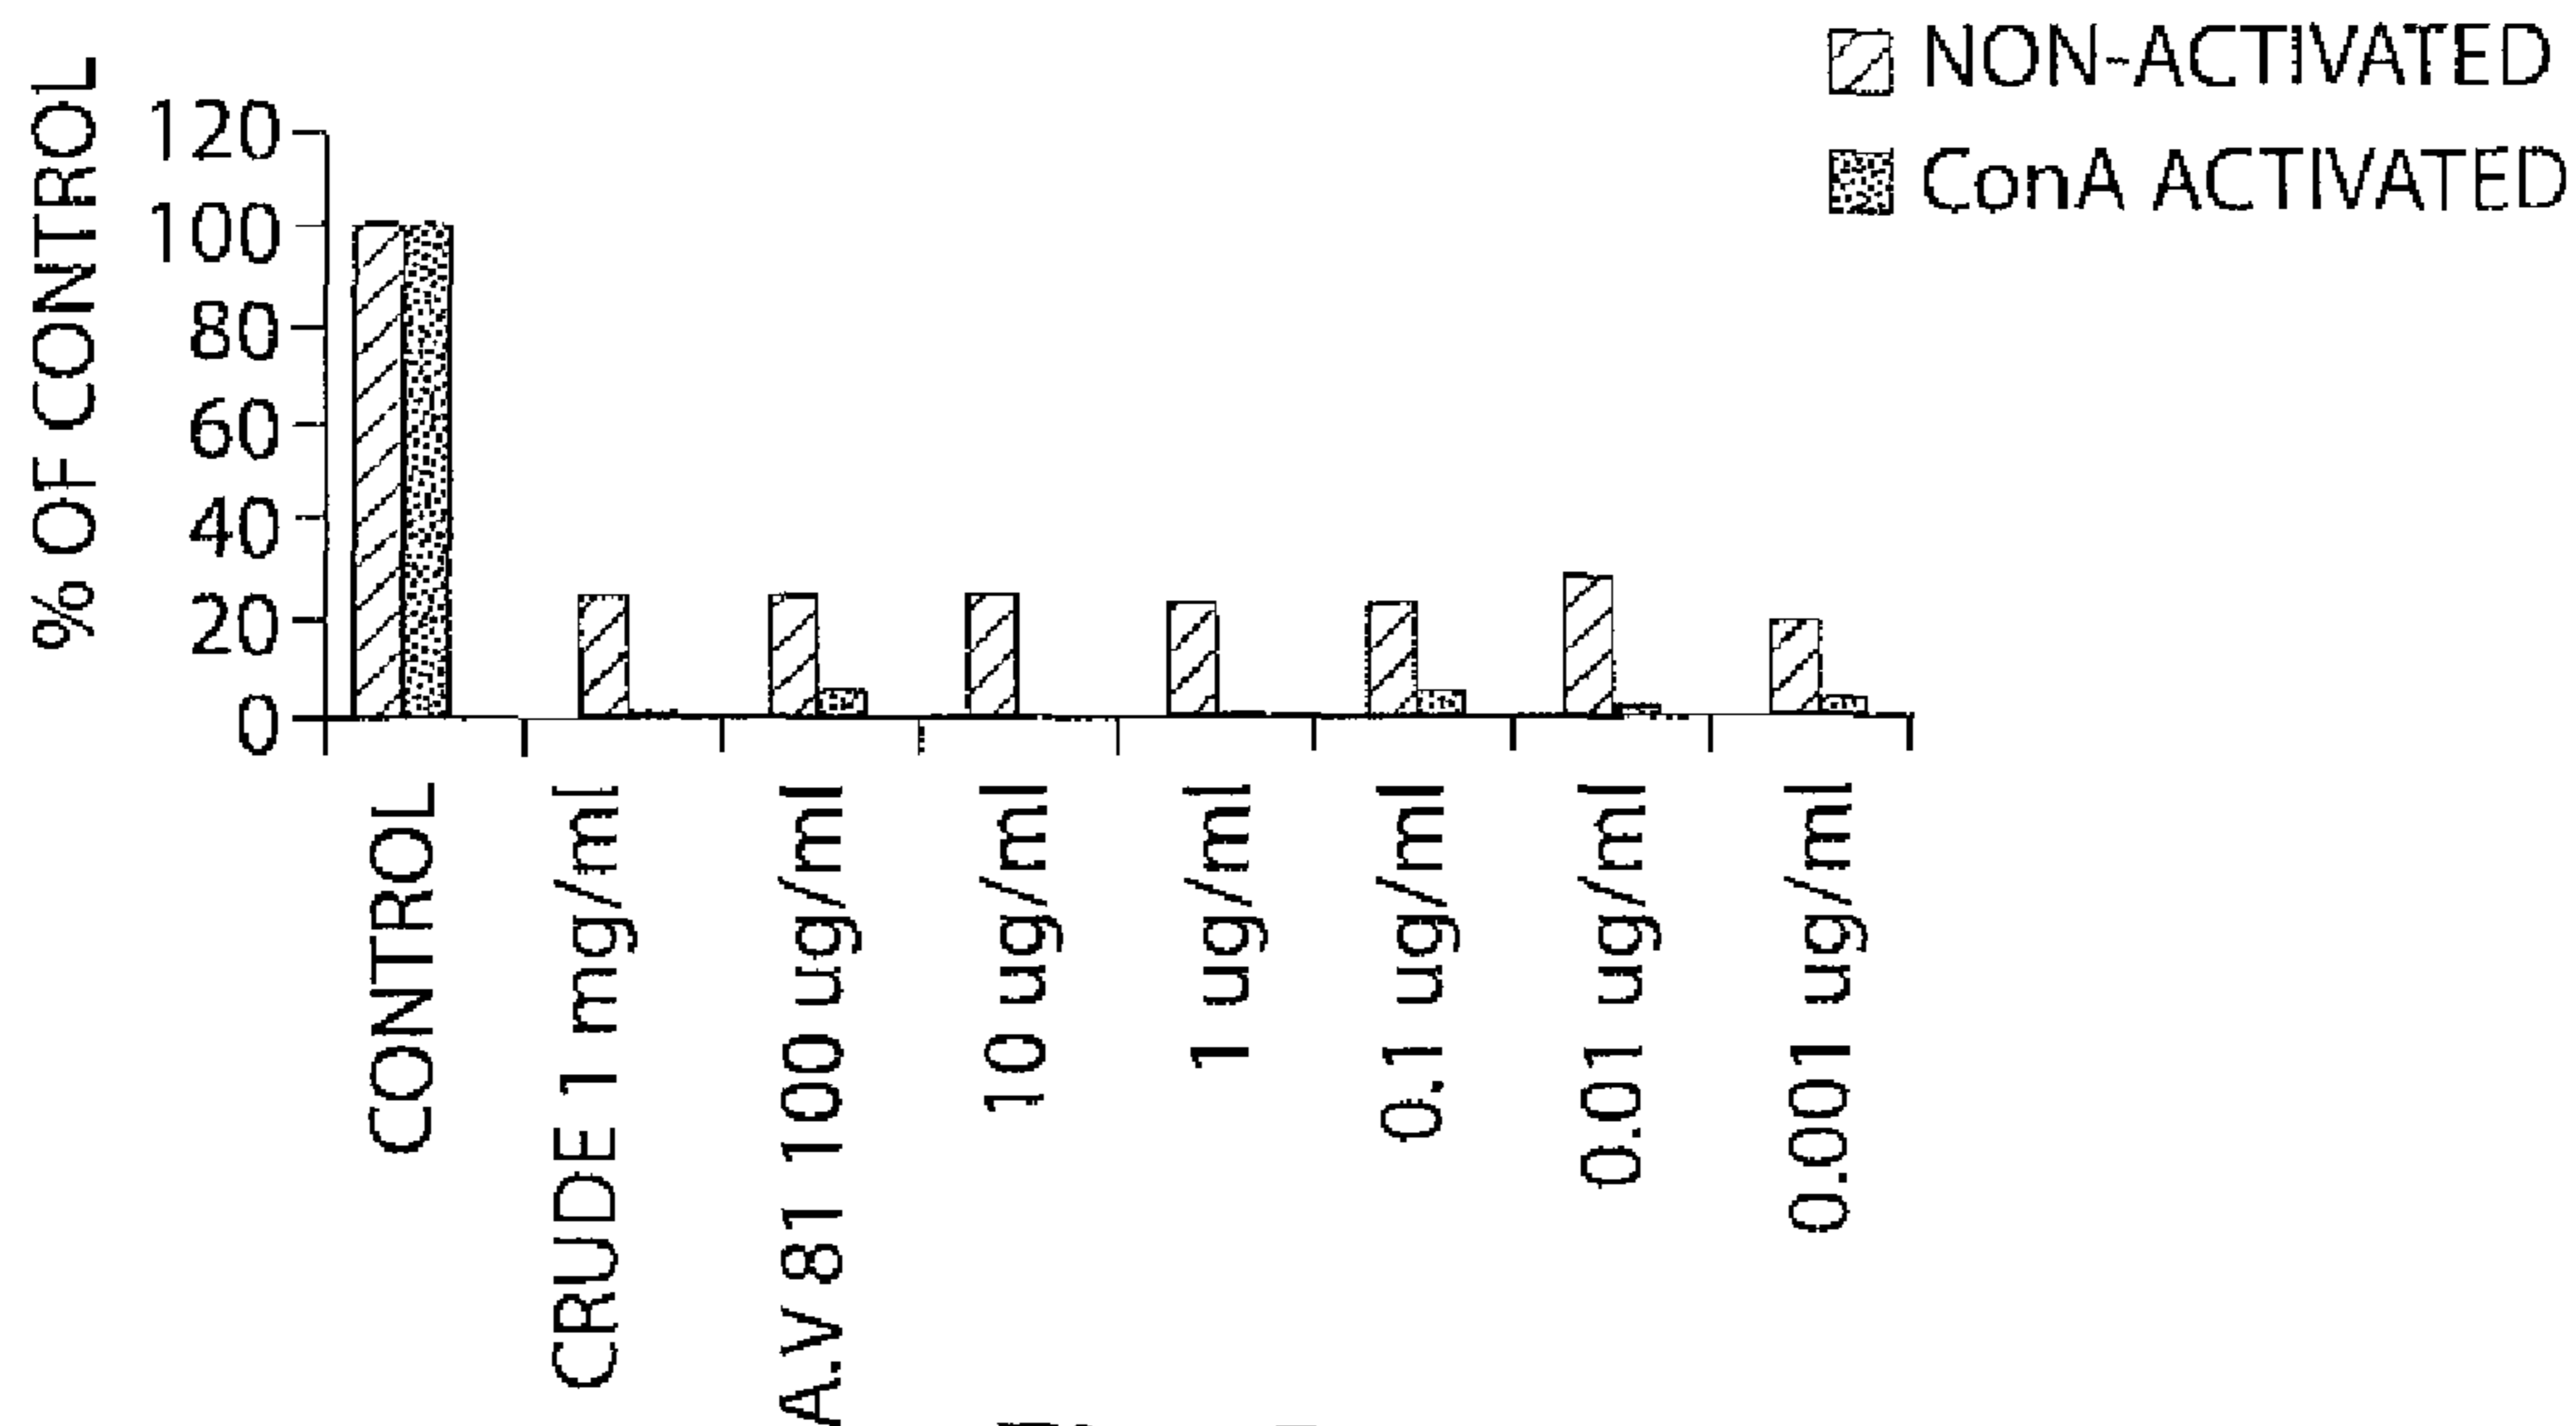 NON-ACTIVATED
ConA ACTIVATED
% OF CONTROL
120
100
80
60
40
20
0
CONTROL
CRUDE 1 mg/ml
A.V 81 100 ug/ml
10 ug/ml
1 ug/ml
0.1 ug/ml
0.01 ug/ml
0.001 ug/ml